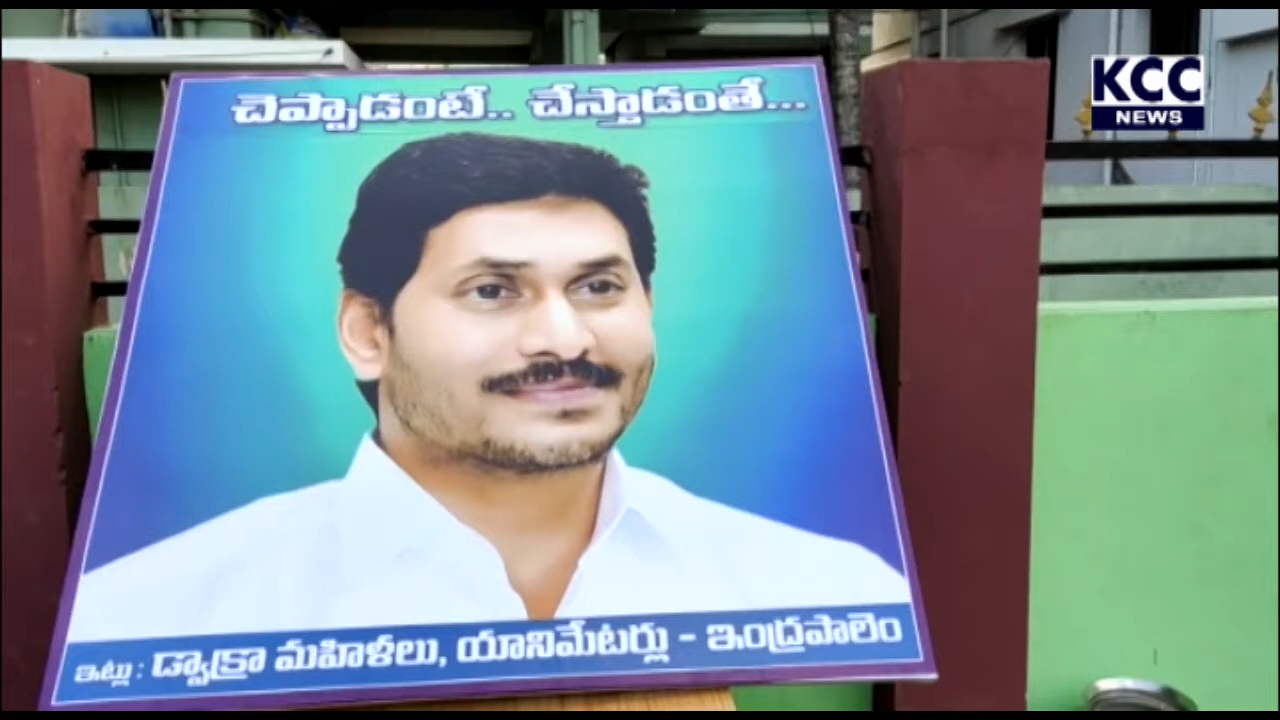 KCC
NEWS
చెప్పాడంటే.. చేస్తాడంతే...
ఇట్లు : డ్వాక్రా మహిళలు, యానిమేటర్లు - ఇంద్రపాలెం